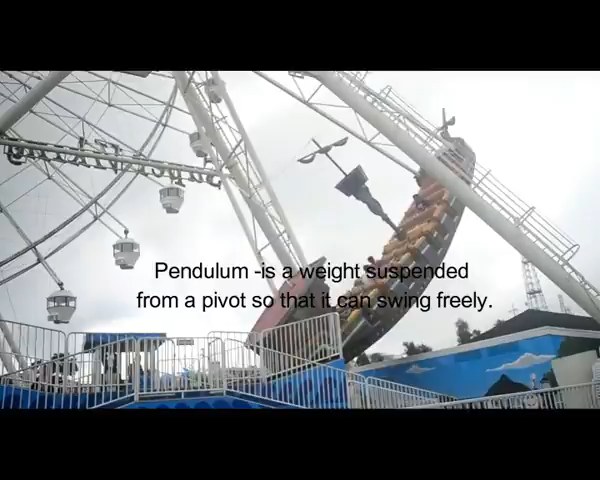 Pendulum -is a weight suspended
from a pivot so that it can swing freely.